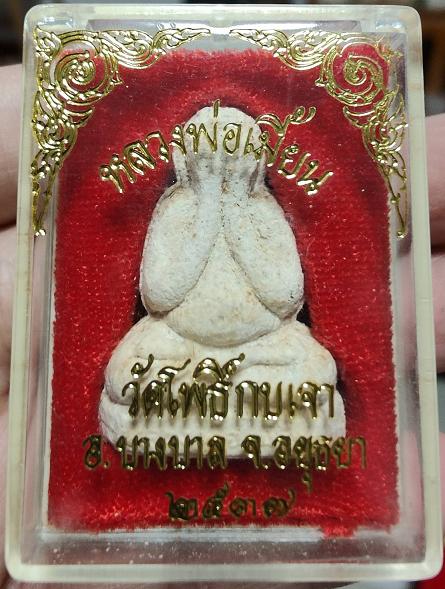 หลวงพ่อเมี้ยน
วัดโพธิ์กบเจา
อ.บางบาล จ.อยุธยา
๒๕๓๗